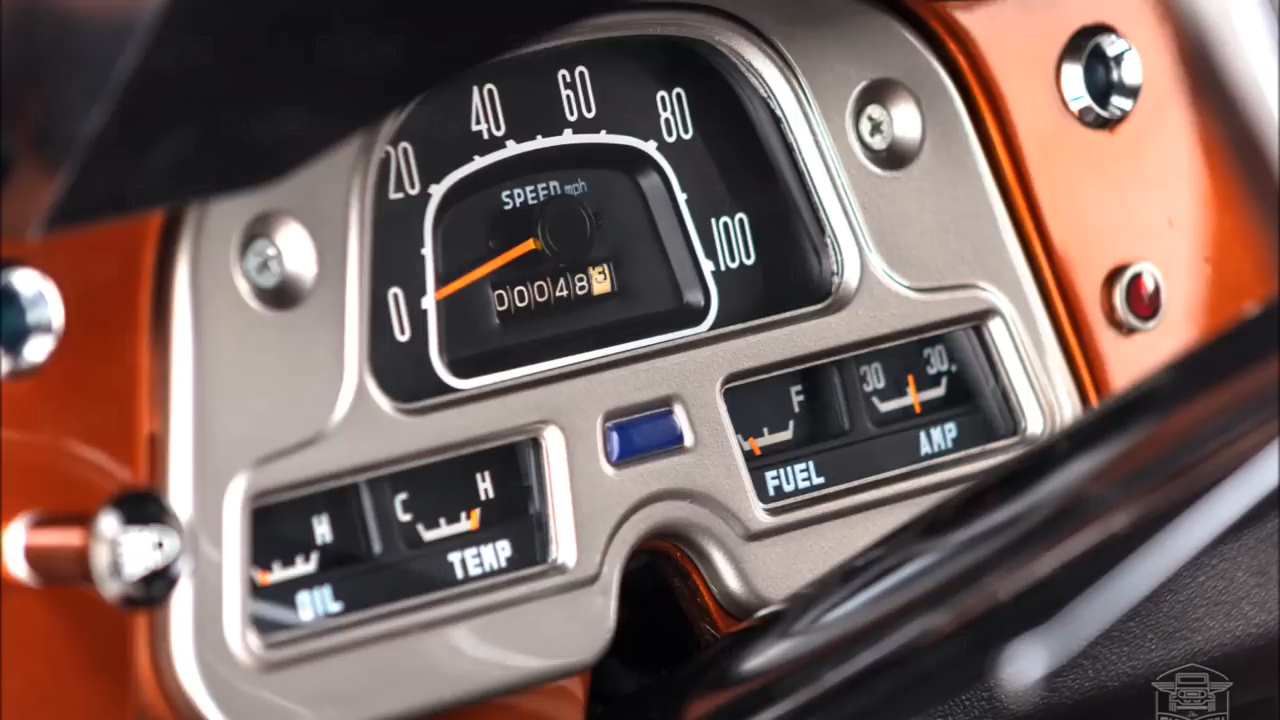 0 20 40 60 80 100
SPEED mph
000483
F
30 30
FUEL AMP
H
C H
OIL TEMP